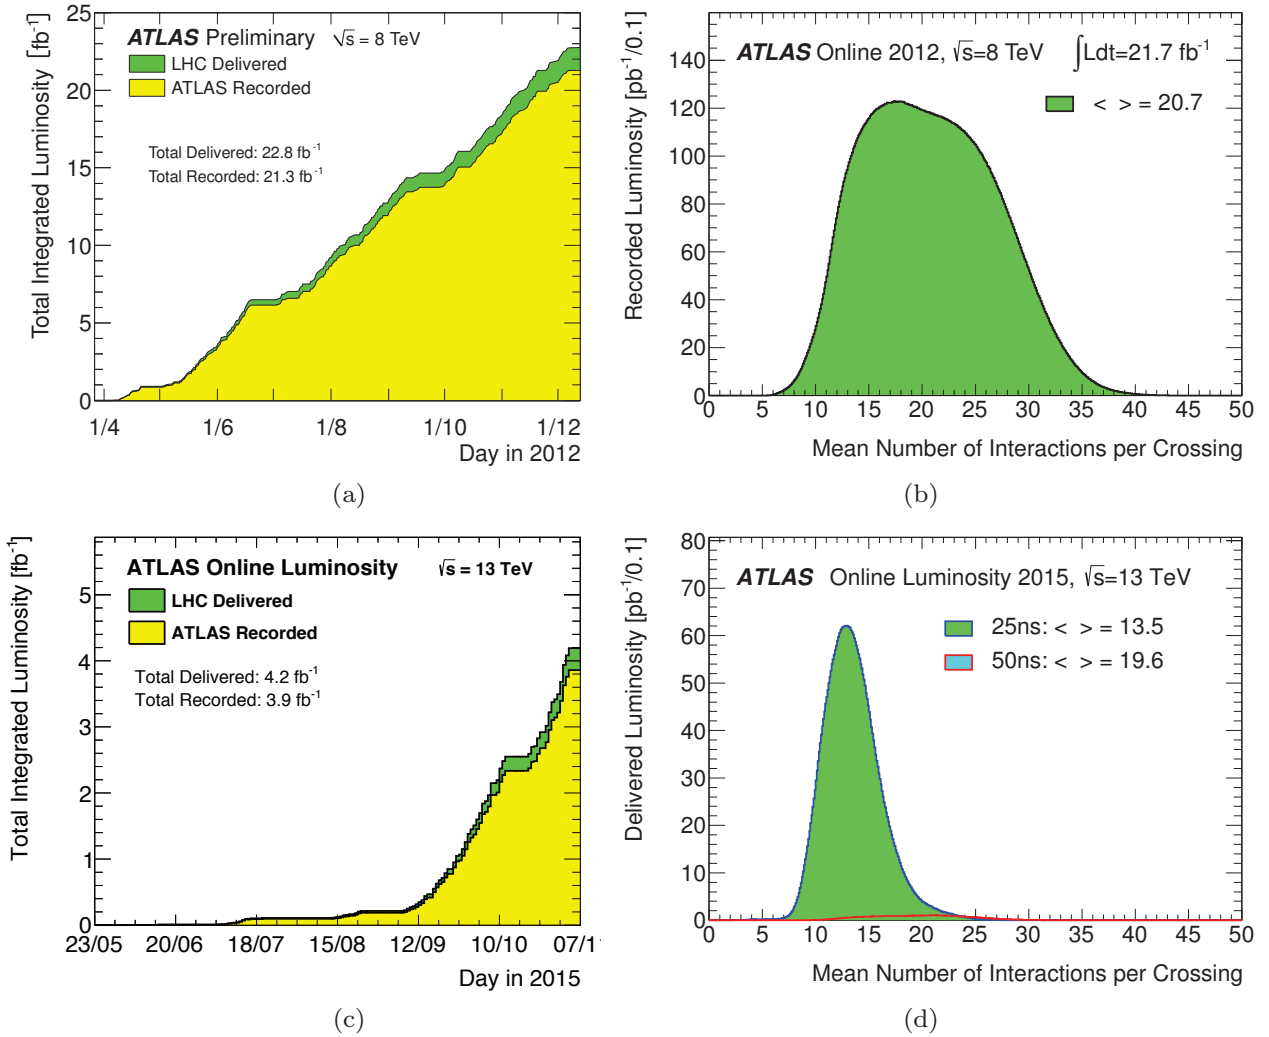 ATLAS Preliminary √s = 8 TeV
LHC Delivered
ATLAS Recorded
Total Delivered: 22.8 fb⁻¹
Total Recorded: 21.3 fb⁻¹
Total Integrated Luminosity [fb⁻¹]
25
20
15
10
5
0
1/4 1/6 1/8 1/10 1/12
Day in 2012
(a)
ATLAS Online 2012, √s=8 TeV ∫Ldt=21.7 fb⁻¹
< > = 20.7
Recorded Luminosity [pb⁻¹/0.1]
140
120
100
80
60
40
20
0
0 5 10 15 20 25 30 35 40 45 50
Mean Number of Interactions per Crossing
(b)
ATLAS Online Luminosity √s = 13 TeV
LHC Delivered
ATLAS Recorded
Total Delivered: 4.2 fb⁻¹
Total Recorded: 3.9 fb⁻¹
Total Integrated Luminosity [fb⁻¹]
5
4
3
2
1
0
23/05 20/06 18/07 15/08 12/09 10/10 07/1
Day in 2015
(c)
ATLAS Online Luminosity 2015, √s=13 TeV
25ns: < > = 13.5
50ns: < > = 19.6
Delivered Luminosity [pb⁻¹/0.1]
80
70
60
50
40
30
20
10
0
0 5 10 15 20 25 30 35 40 45 50
Mean Number of Interactions per Crossing
(d)